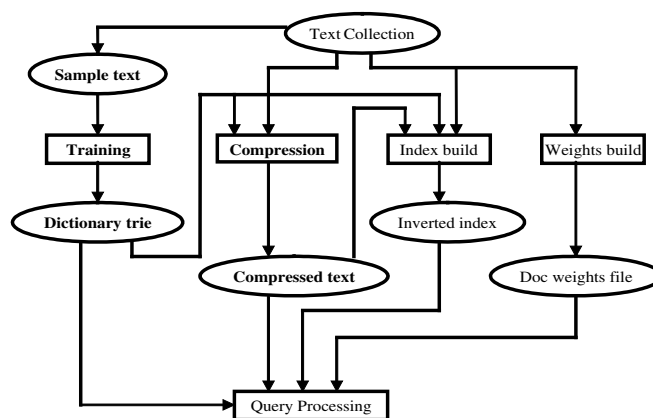 Text Collection
Sample text
Training
Compression
Index build
Weights build
Dictionary trie
Inverted index
Compressed text
Doc weights file
Query Processing